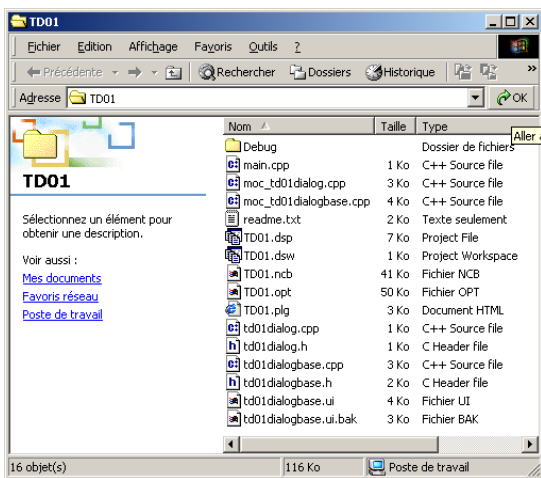 TD01
Fichier Edition Affichage Favoris Outils ?
Précédente Rechercher Dossiers Historique »
Adresse TD01 OK
Nom Taille Type
Aller
TD01
Sélectionnez un élément pour
obtenir une description.
Voir aussi :
Mes documents
Favoris réseau
Poste de travail
Debug Dossier de fichiers
main.cpp 1 Ko C++ Source file
moc_td01dialog.cpp 3 Ko C++ Source file
moc_td01dialogbase.cpp 4 Ko C++ Source file
readme.txt 2 Ko Texte seulement
TD01.dsp 7 Ko Project File
TD01.dsw 1 Ko Project Workspace
TD01.ncb 41 Ko Fichier NCB
TD01.opt 50 Ko Fichier OPT
TD01.plg 3 Ko Document HTML
td01dialog.cpp 1 Ko C++ Source file
td01dialog.h 1 Ko C Header file
td01dialogbase.cpp 3 Ko C++ Source file
td01dialogbase.h 2 Ko C Header file
td01dialogbase.ui 4 Ko Fichier UI
td01dialogbase.ui.bak 3 Ko Fichier BAK
16 objet(s) 116 Ko Poste de travail